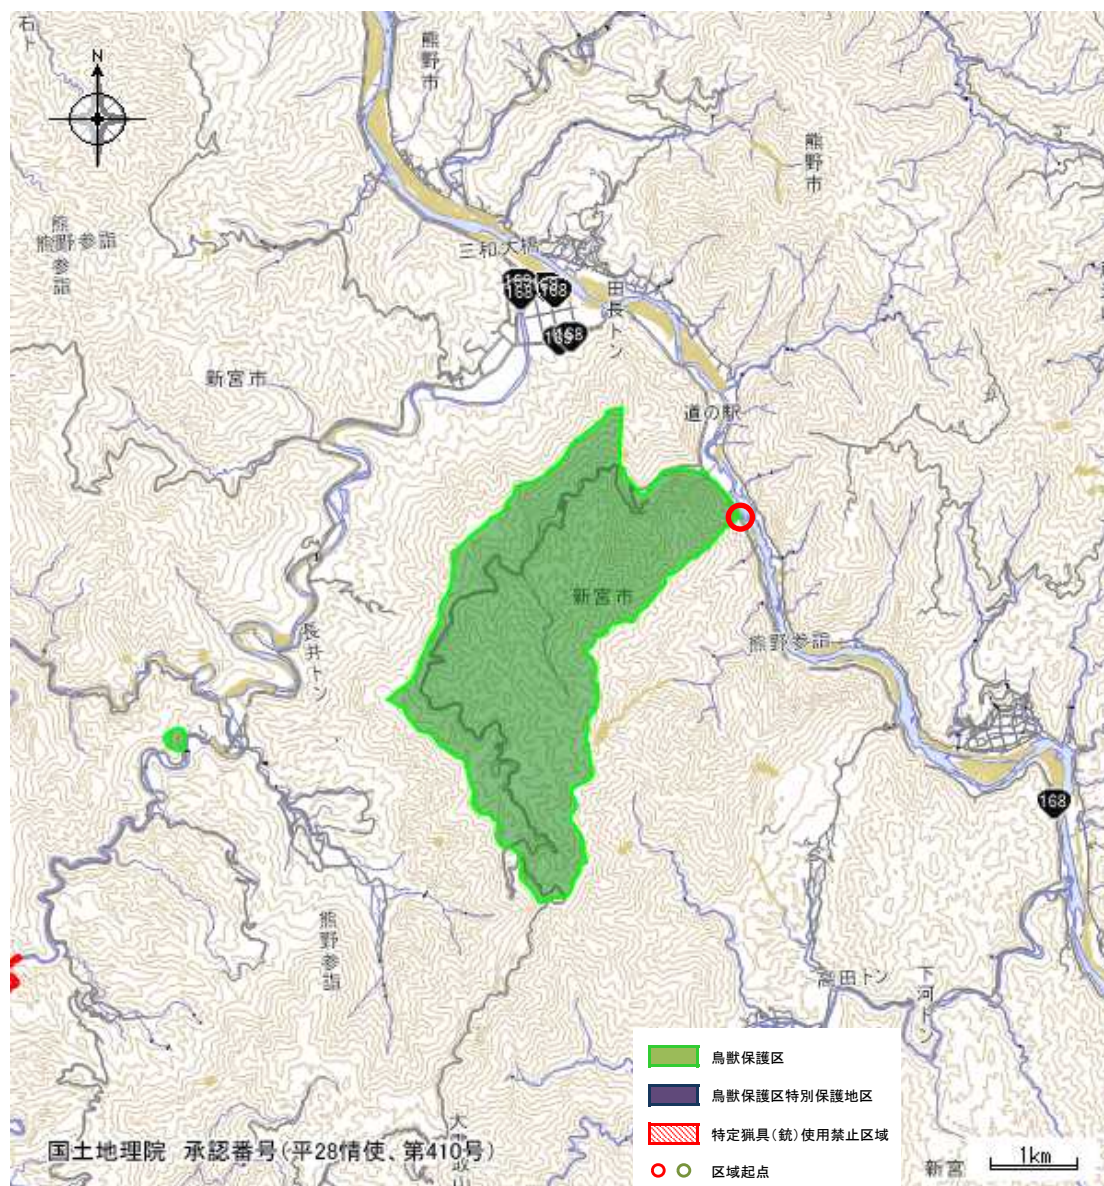 石ト
N
熊野市
熊野市
熊野参詣
熊野参詣
三和大橋
168
168
田長トン
168
新宮市
道の駅
新宮市
長井トン
熊野参詣
168
熊野参詣
高田トン
下河トン
鳥獣保護区
鳥獣保護区特別保護地区
特定猟具(銃)使用禁止区域
区域起点
国土地理院 承認番号(平28情使、第410号)
新宮
1km